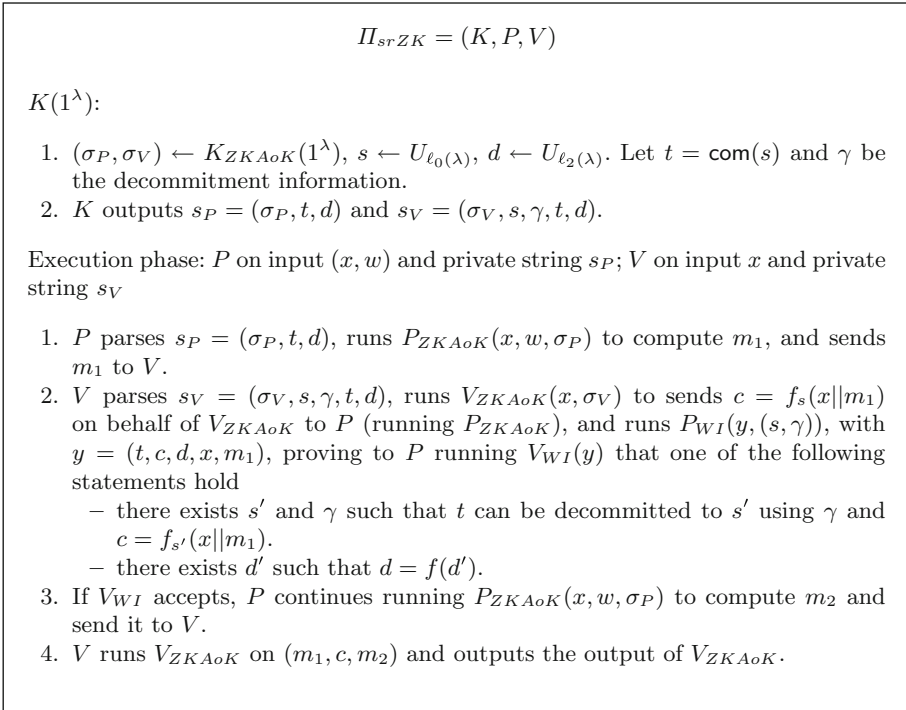 Π_{srZK} = (K, P, V)
K(1^λ):
1. (σ_P, σ_V) ← K_{ZKAoK}(1^λ), s ← U_{ℓ_0(λ)}, d ← U_{ℓ_2(λ)}. Let t = com(s) and γ be
the decommitment information.
2. K outputs s_P = (σ_P, t, d) and s_V = (σ_V, s, γ, t, d).
Execution phase: P on input (x, w) and private string s_P; V on input x and private
string s_V
1. P parses s_P = (σ_P, t, d), runs P_{ZKAoK}(x, w, σ_P) to compute m_1, and sends
m_1 to V.
2. V parses s_V = (σ_V, s, γ, t, d), runs V_{ZKAoK}(x, σ_V) to sends c = f_s(x||m_1)
on behalf of V_{ZKAoK} to P (running P_{ZKAoK}), and runs P_{WI}(y, (s, γ)), with
y = (t, c, d, x, m_1), proving to P running V_{WI}(y) that one of the following
statements hold
– there exists s′ and γ such that t can be decommitted to s′ using γ and
c = f_{s′}(x||m_1).
– there exists d′ such that d = f(d′).
3. If V_{WI} accepts, P continues running P_{ZKAoK}(x, w, σ_P) to compute m_2 and
send it to V.
4. V runs V_{ZKAoK} on (m_1, c, m_2) and outputs the output of V_{ZKAoK}.